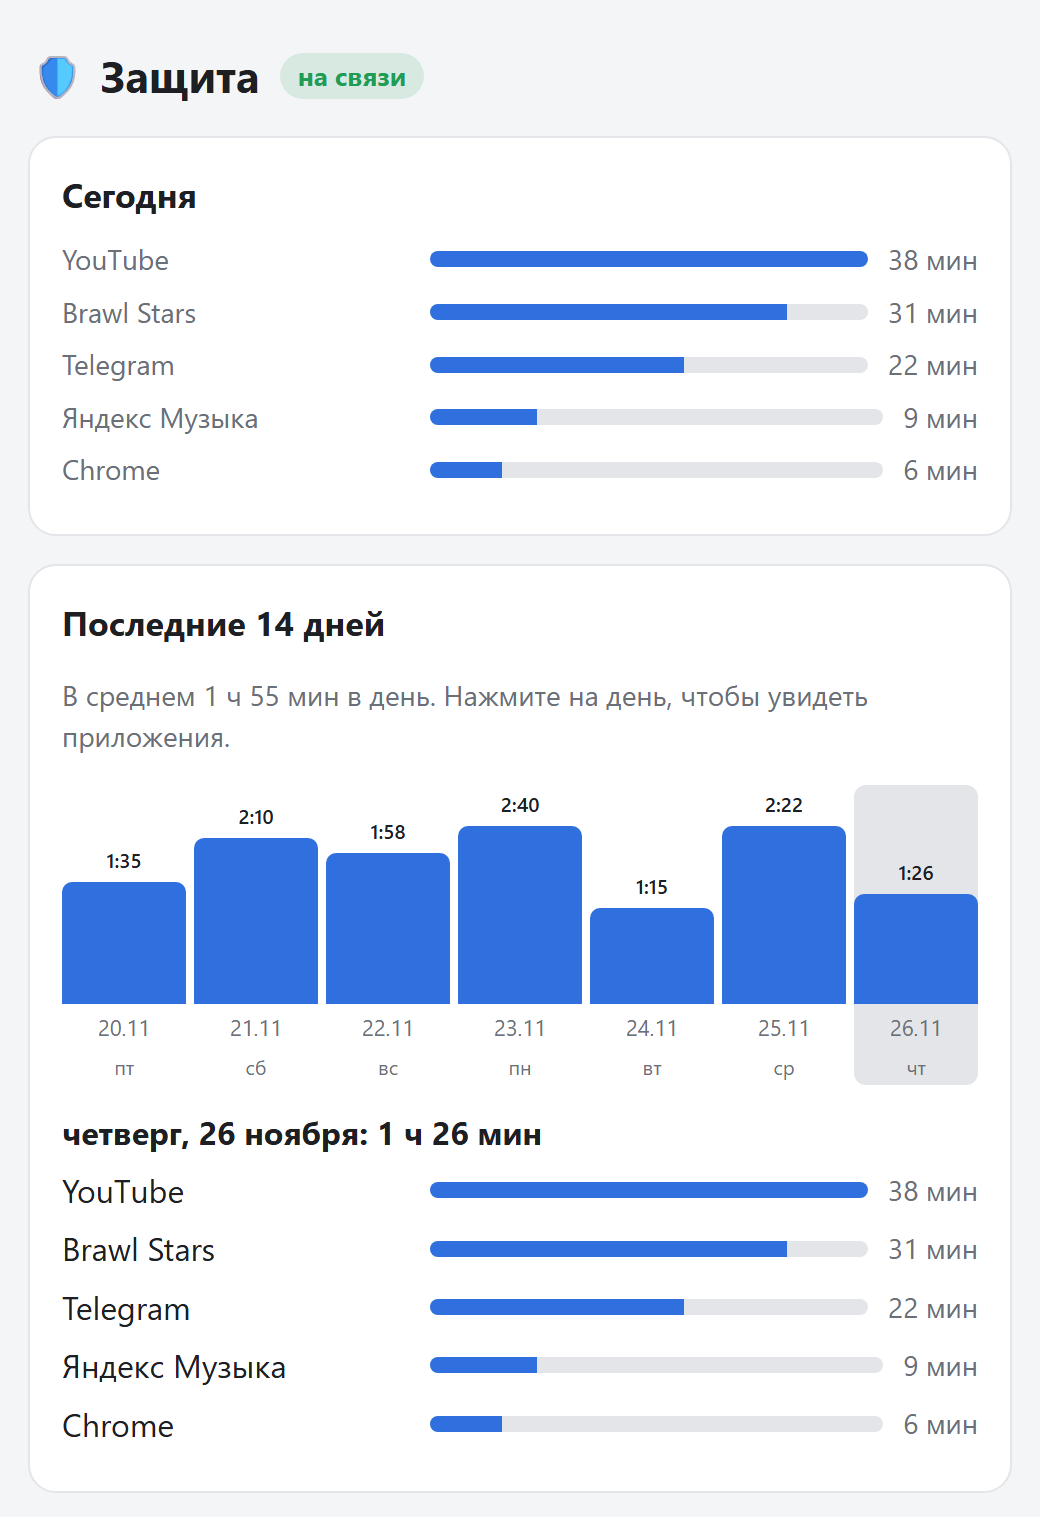 Защита
на связи
Сегодня
YouTube 38 мин
Brawl Stars 31 мин
Telegram 22 мин
Яндекс Музыка 9 мин
Chrome 6 мин
Последние 14 дней
В среднем 1 ч 55 мин в день. Нажмите на день, чтобы увидеть
приложения.
1:35 2:10 1:58 2:40 1:15 2:22 1:26
20.11 21.11 22.11 23.11 24.11 25.11 26.11
пт сб вс пн вт ср чт
четверг, 26 ноября: 1 ч 26 мин
YouTube 38 мин
Brawl Stars 31 мин
Telegram 22 мин
Яндекс Музыка 9 мин
Chrome 6 мин